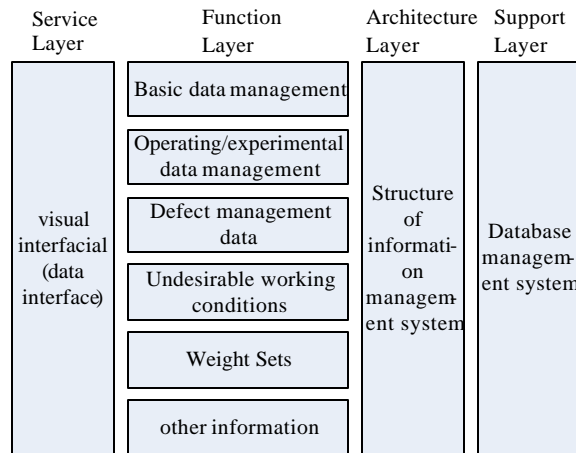 Service
Layer
Function
Layer
Architecture
Layer
Support
Layer
visual
interfacial
(data
interface)
Basic data management
Operating/experimental
data management
Defect management
data
Undesirable working
conditions
Weight Sets
other information
Structure
of
informati-
on
managem-
ent system
Database
managem-
ent system